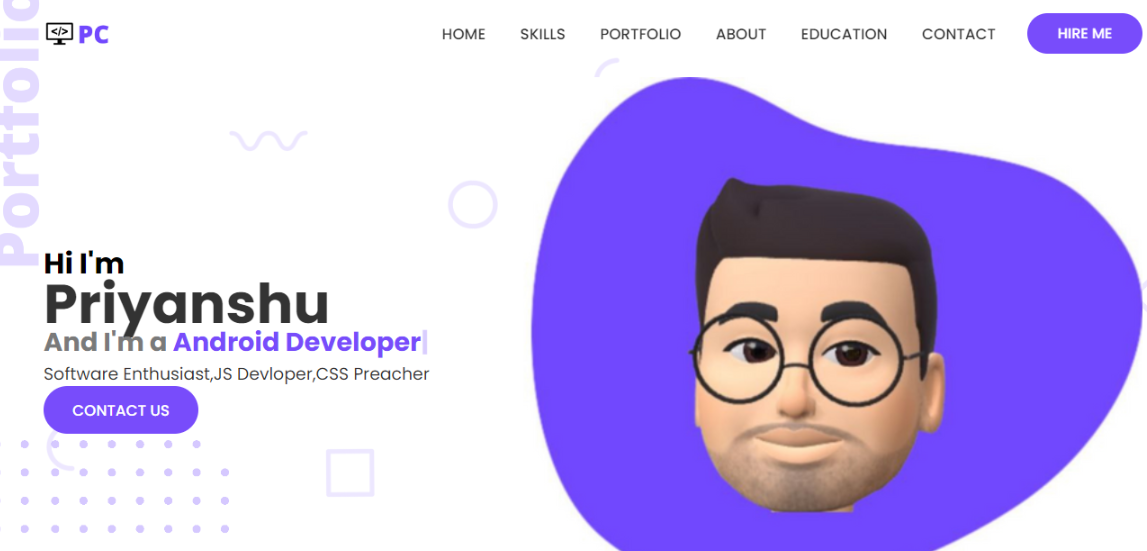 Portfolio
</> PC
HOME SKILLS PORTFOLIO ABOUT EDUCATION CONTACT HIRE ME
Hi I'm
Priyanshu
And I'm a Android Developer|
Software Enthusiast,JS Devloper,CSS Preacher
CONTACT US